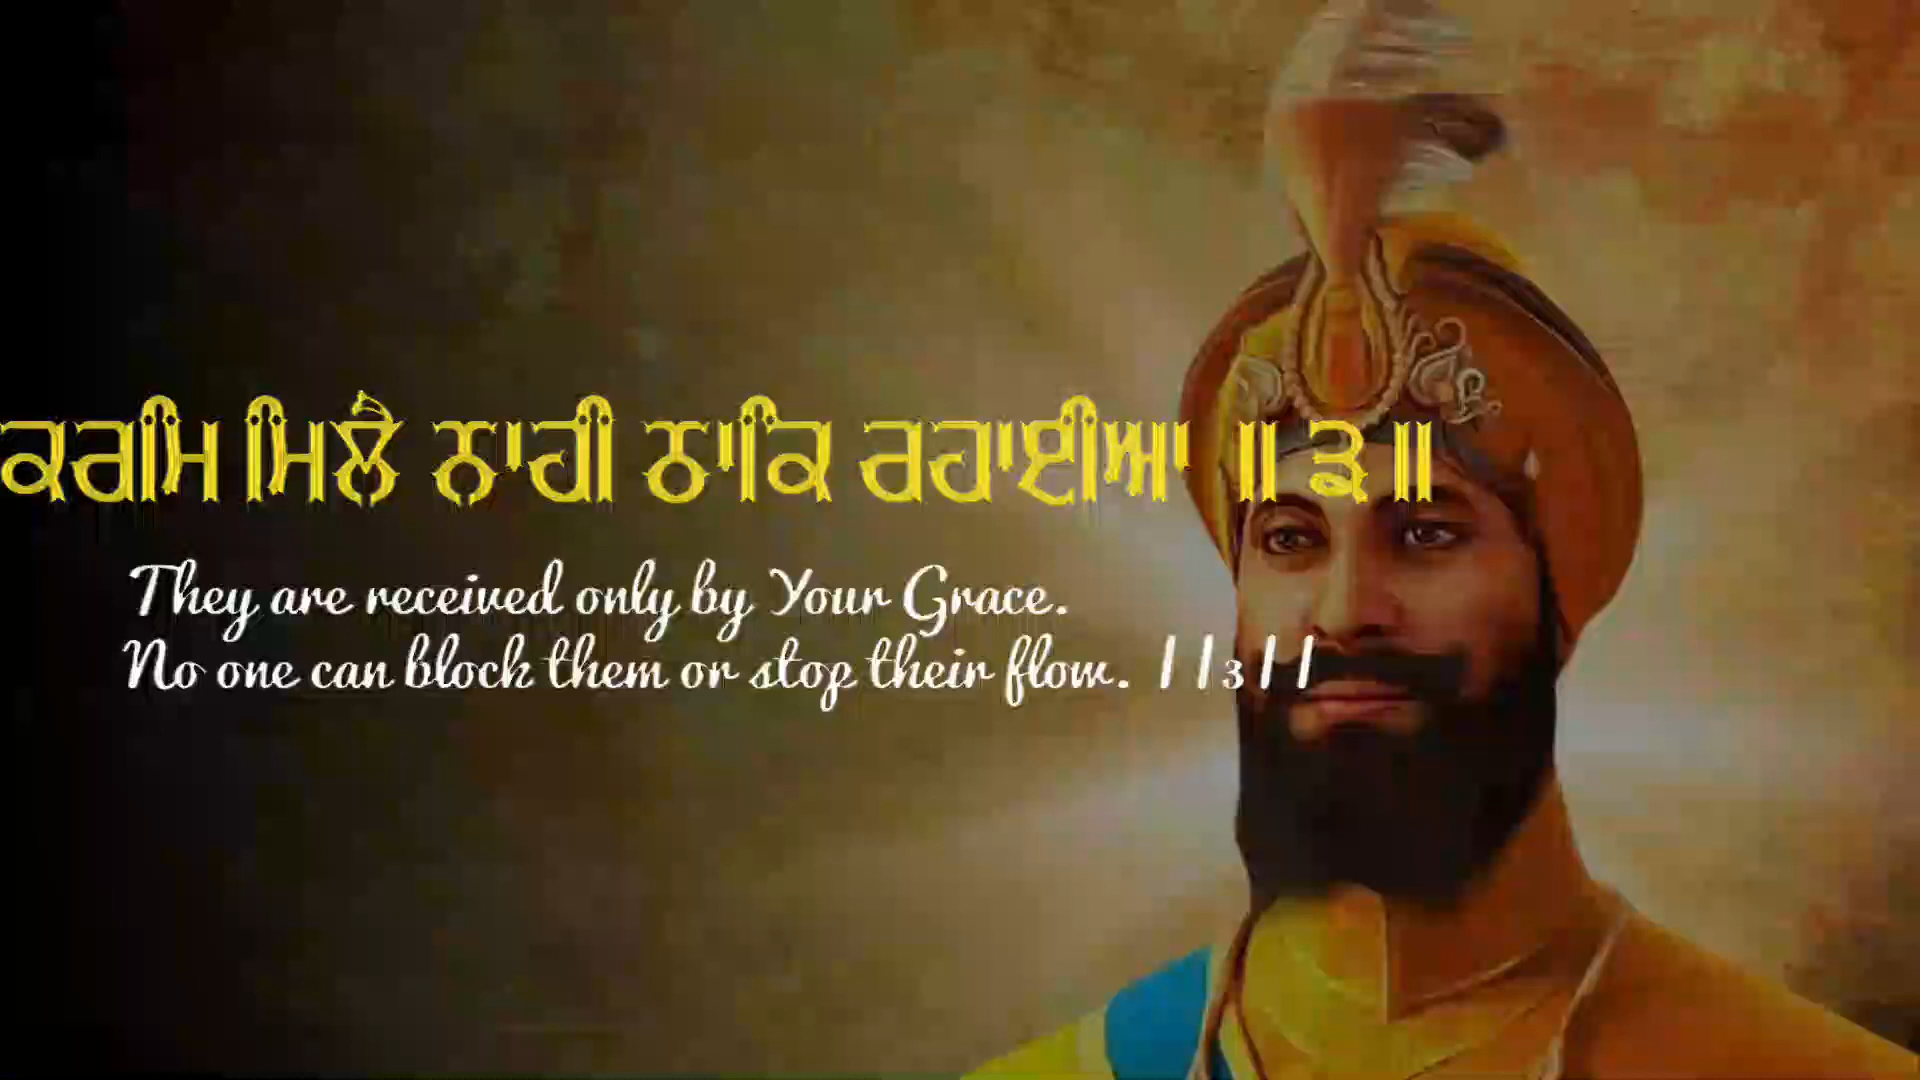 ਕਰਮਿ ਮਿਲੈ ਨਾਹੀ ਠਾਕਿ ਰਹਾਈਆ ॥੩॥
They are received only by Your Grace.
No one can block them or stop their flow. ||3||